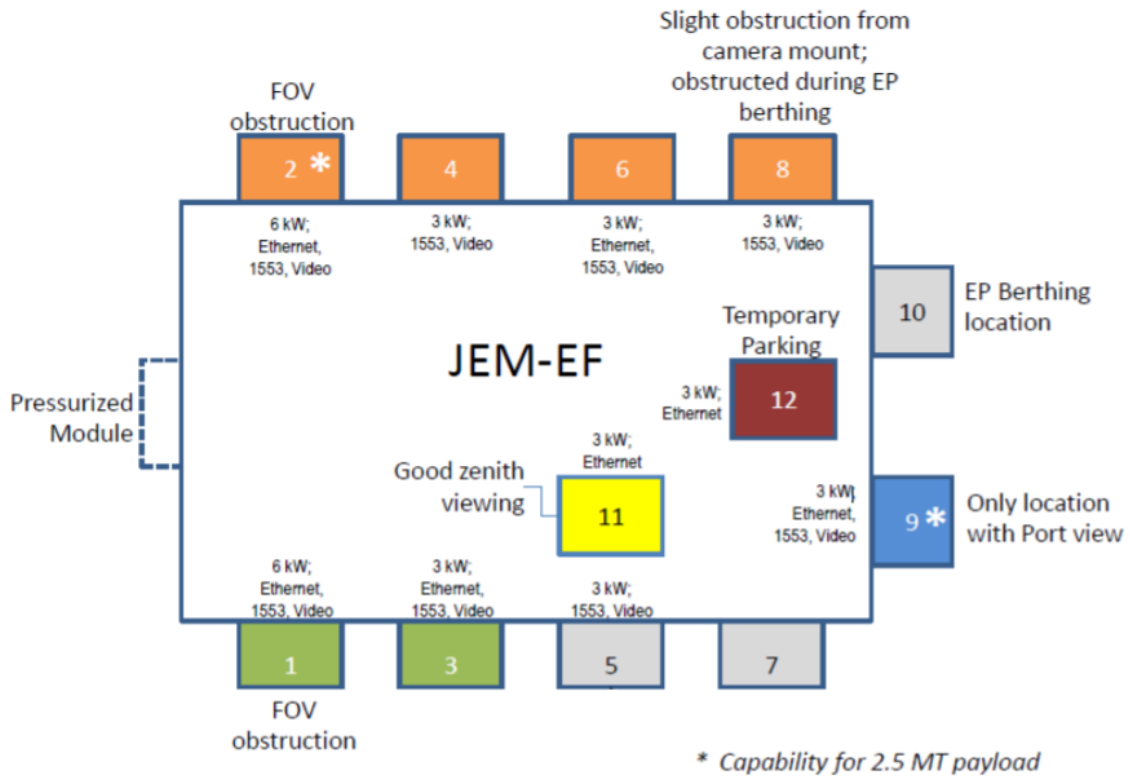 Slight obstruction from
camera mount;
obstructed during EP
berthing
FOV
obstruction
2 *
4
6
8
6 kW;
Ethernet,
1553, Video
3 kW;
1553, Video
3 kW;
Ethernet,
1553, Video
3 kW;
1553, Video
10
EP Berthing
location
Temporary
Parking
JEM-EF
3 kW;
Ethernet
12
Pressurized
Module
3 kW;
Ethernet
Good zenith
viewing
11
3 kW;
Ethernet,
1553, Video
9 *
Only location
with Port view
6 kW;
Ethernet,
1553, Video
3 kW;
Ethernet,
1553, Video
3 kW;
1553, Video
1
3
5
7
FOV
obstruction
* Capability for 2.5 MT payload